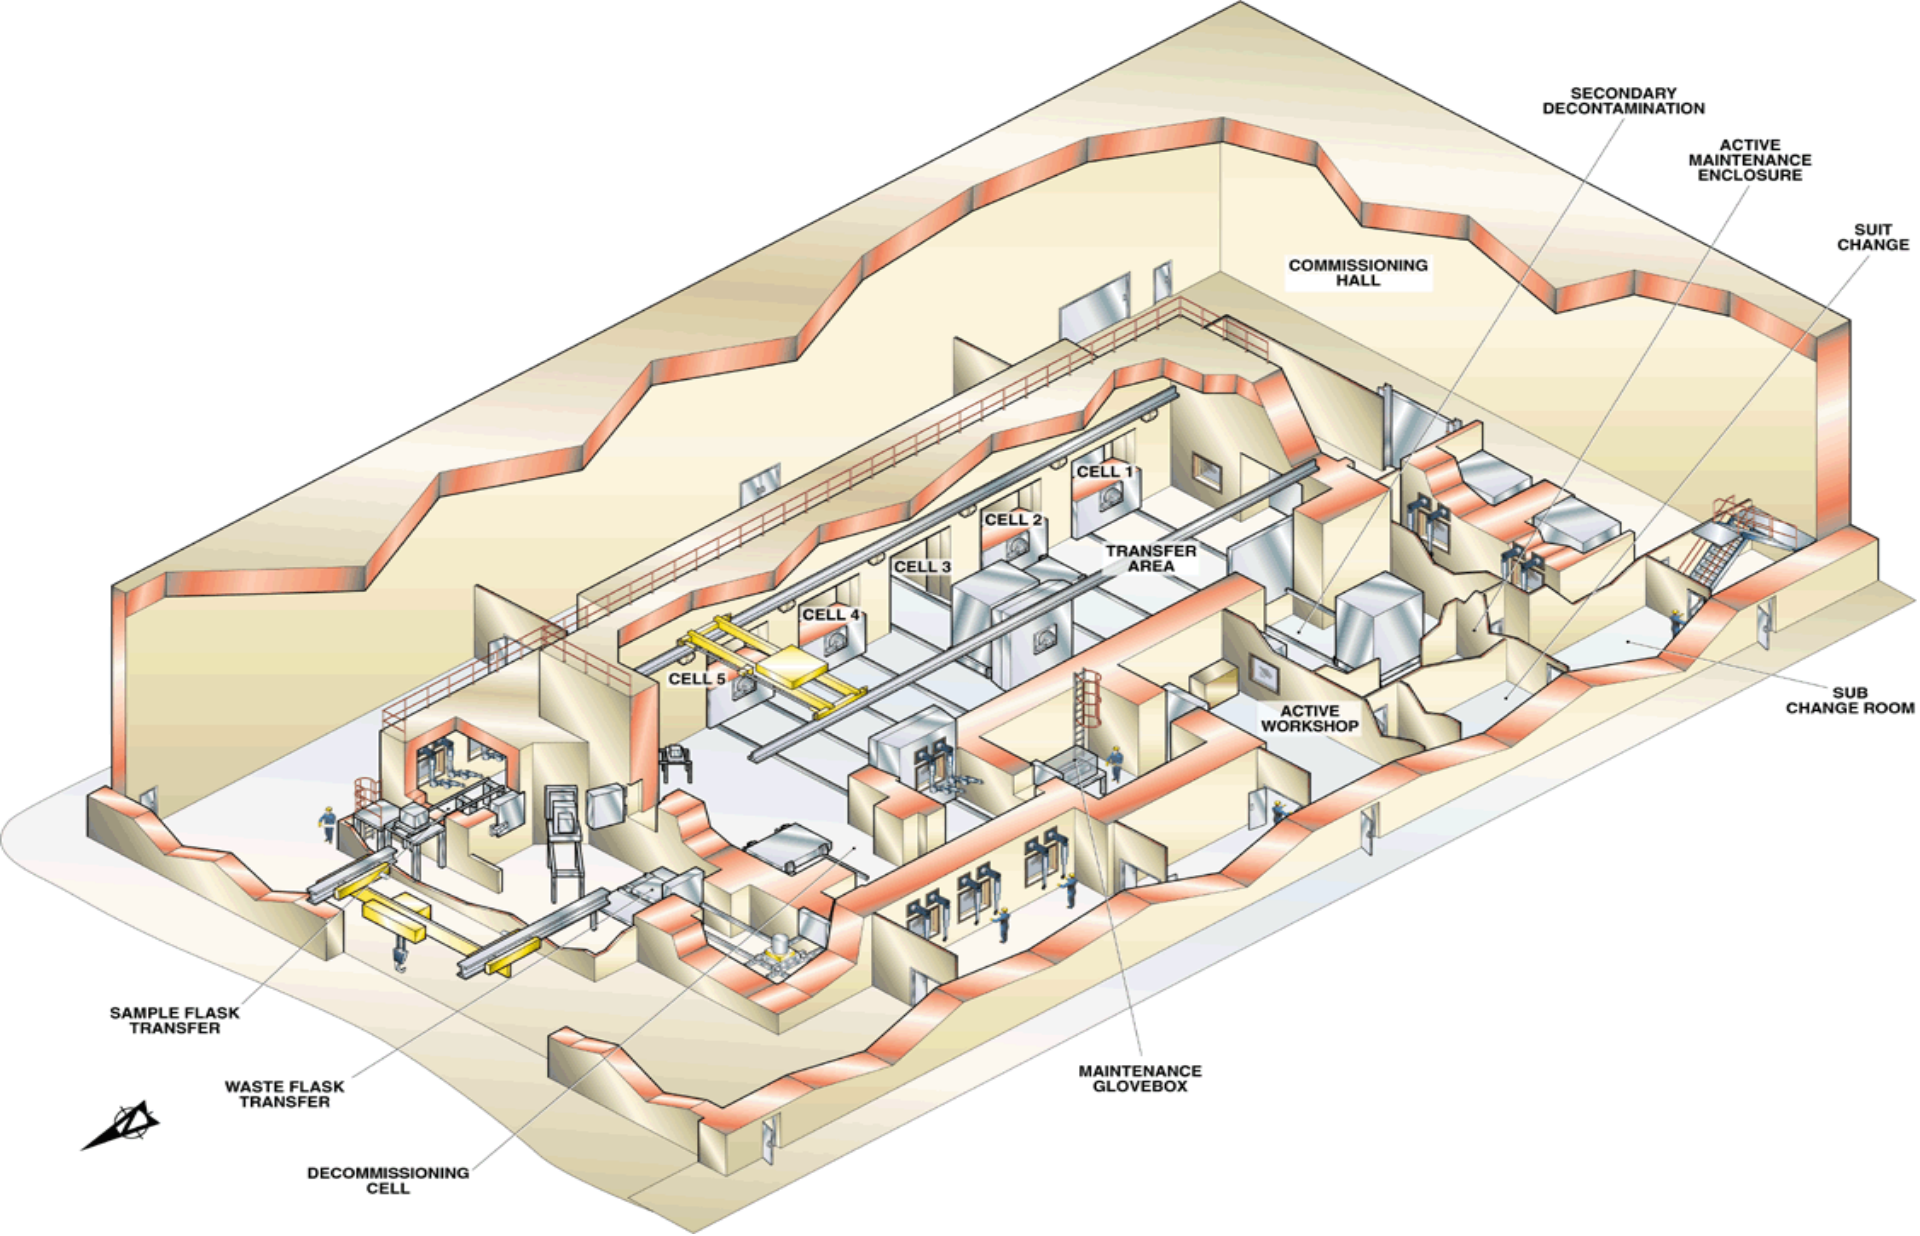 SECONDARY
DECONTAMINATION
ACTIVE
MAINTENANCE
ENCLOSURE
SUIT
CHANGE
COMMISSIONING
HALL
CELL 1
CELL 2
TRANSFER
AREA
CELL 3
CELL 4
CELL 5
ACTIVE
WORKSHOP
SUB
CHANGE ROOM
SAMPLE FLASK
TRANSFER
WASTE FLASK
TRANSFER
MAINTENANCE
GLOVEBOX
DECOMMISSIONING
CELL